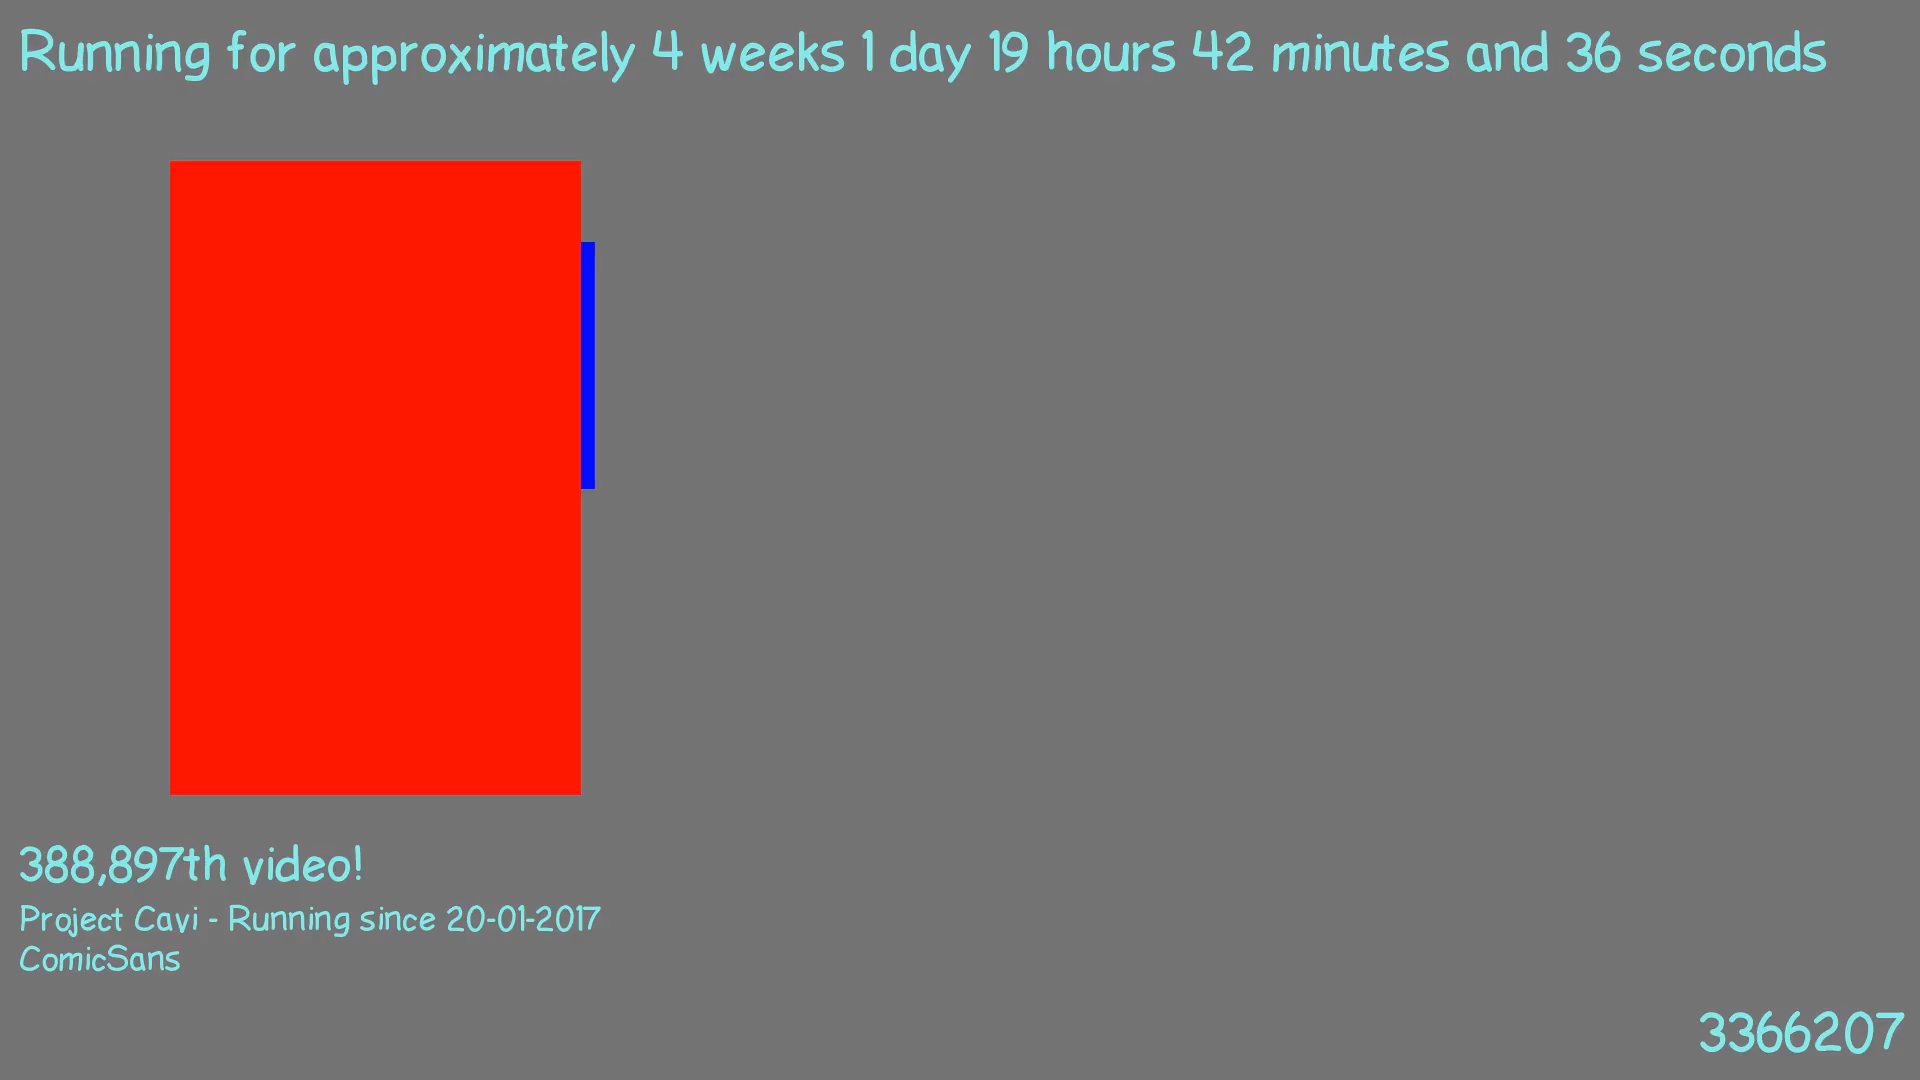 Running for approximately 4 weeks 1 day 19 hours 42 minutes and 36 seconds
388,897th video!
Project Cavi - Running since 20-01-2017
ComicSans
3366207